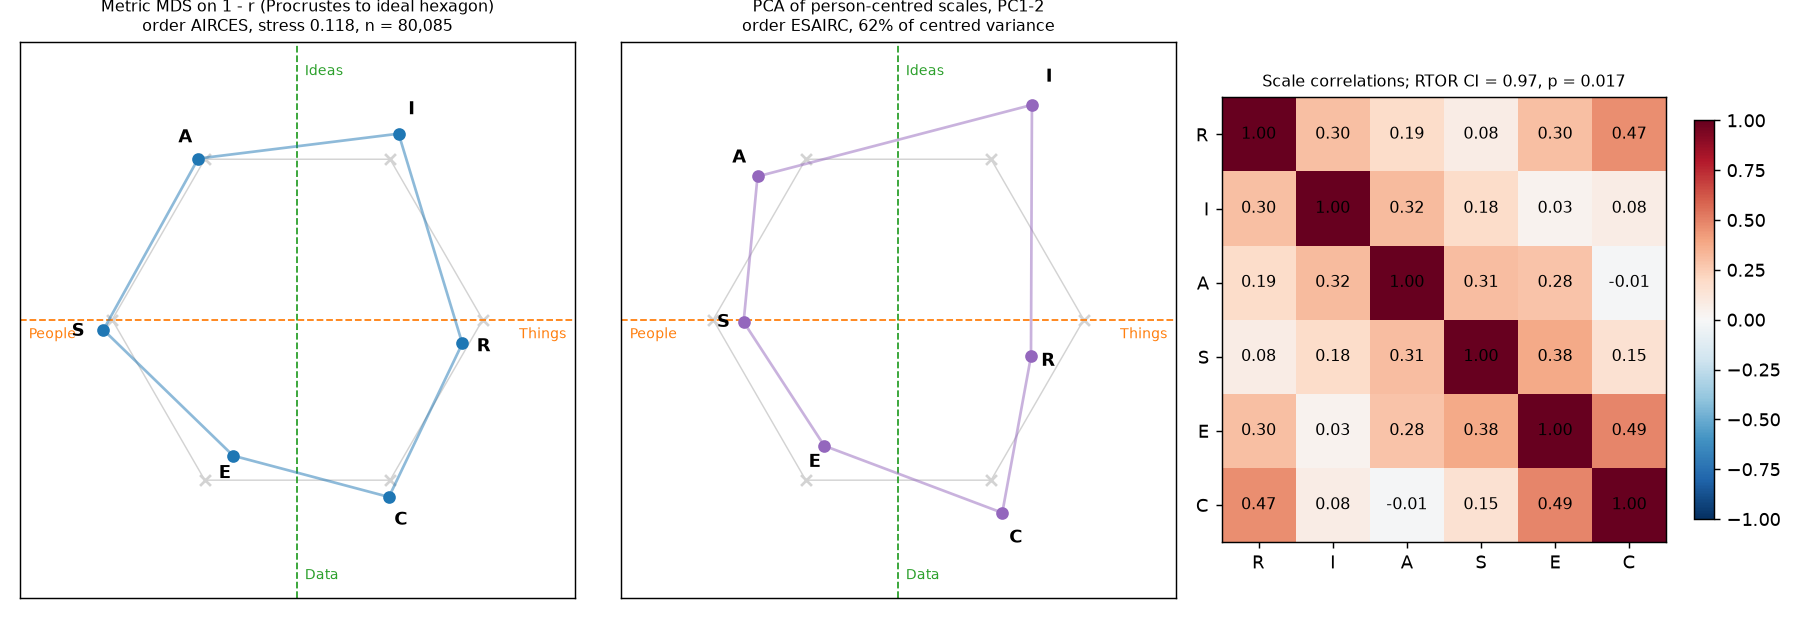 Metric MDS on 1 - r (Procrustes to ideal hexagon)
order AIRCES, stress 0.118, n = 80,085
Ideas
I
A
People
S
Things
R
E
C
Data
PCA of person-centred scales, PC1-2
order ESAIRC, 62% of centred variance
Ideas
I
A
S
People
Things
R
E
C
Data
Scale correlations; RTOR CI = 0.97, p = 0.017
R 1.00 0.30 0.19 0.08 0.30 0.47
I 0.30 1.00 0.32 0.18 0.03 0.08
A 0.19 0.32 1.00 0.31 0.28 -0.01
S 0.08 0.18 0.31 1.00 0.38 0.15
E 0.30 0.03 0.28 0.38 1.00 0.49
C 0.47 0.08 -0.01 0.15 0.49 1.00
R I A S E C
1.00
0.75
0.50
0.25
0.00
−0.25
−0.50
−0.75
−1.00